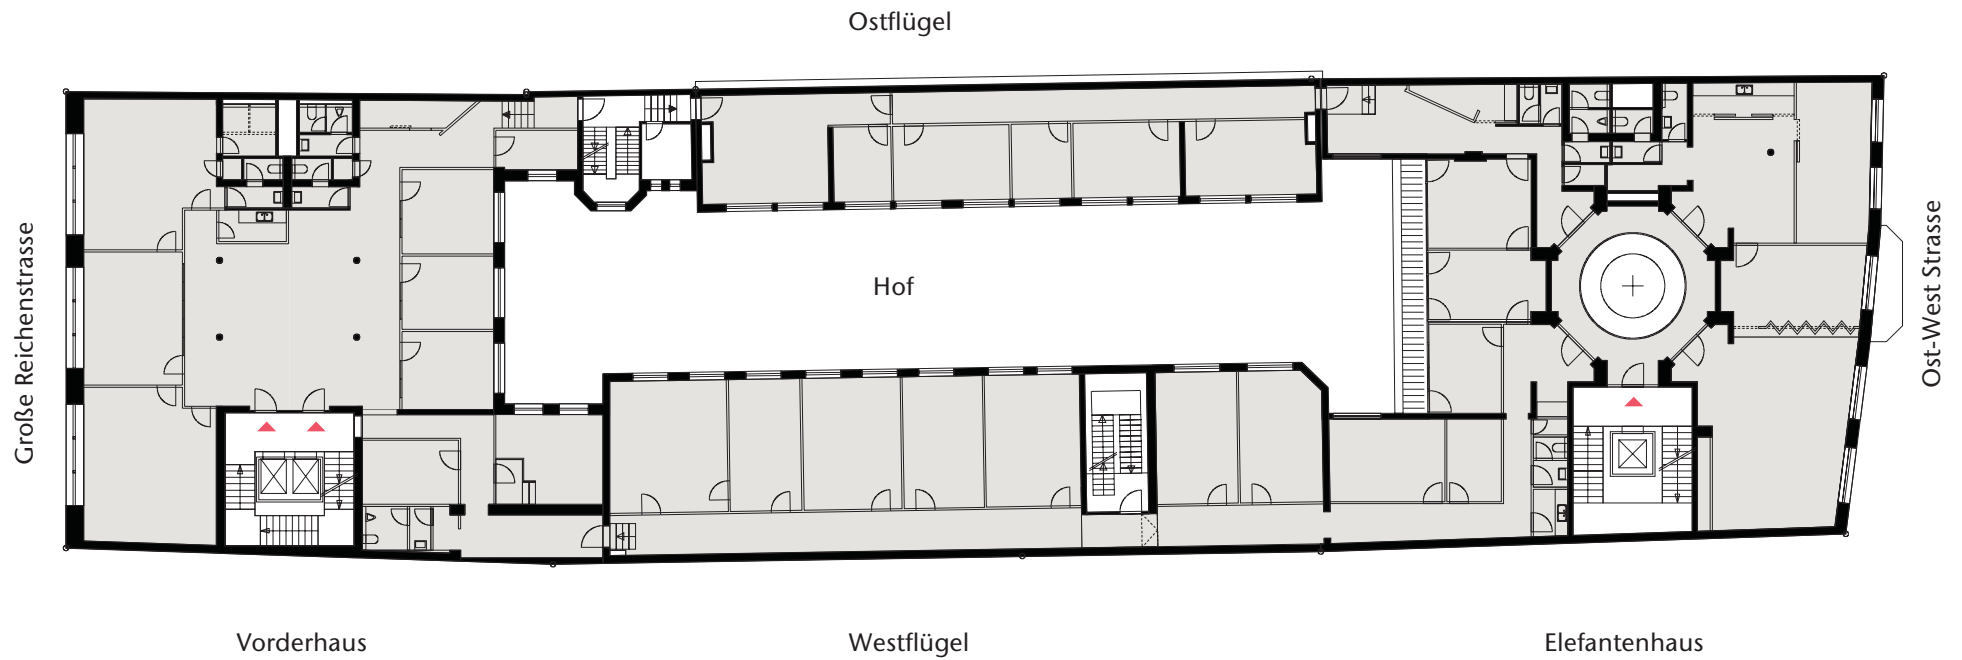 Ostflügel
Große Reichenstrasse
Hof
Ost-West Strasse
Vorderhaus
Westflügel
Elefantenhaus